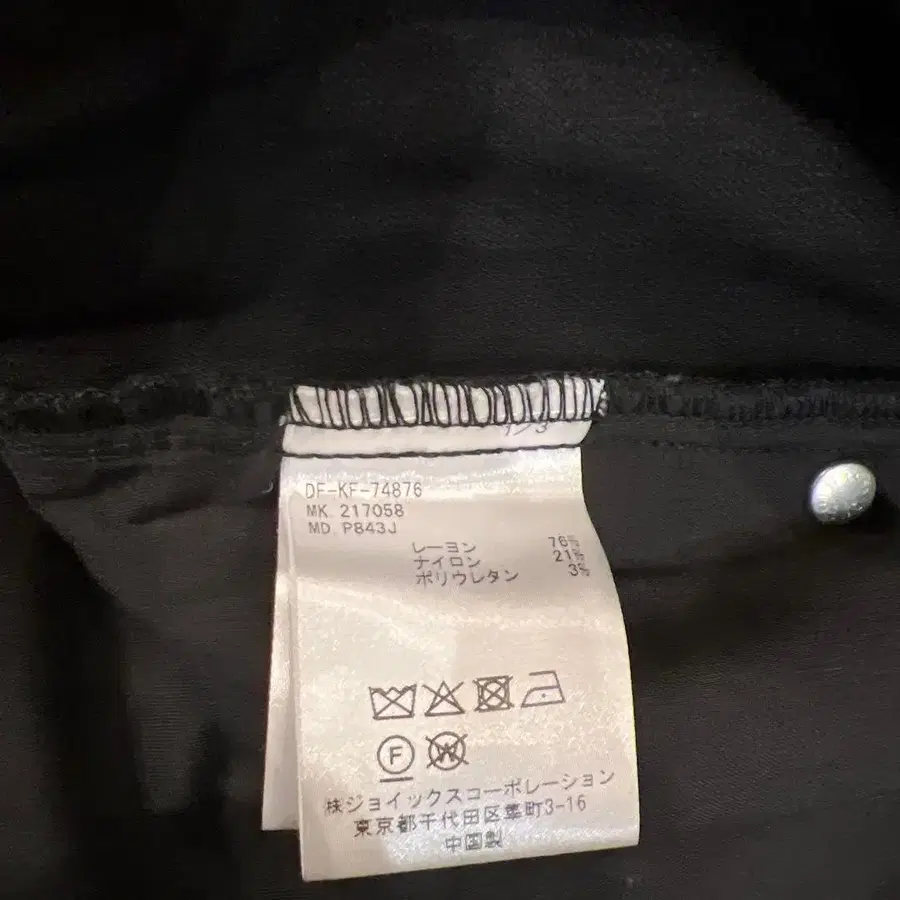 DF-KF-74876
MK. 217058
MD. P843J
レーヨン 76%
ナイロン 21%
ポリウレタン 3%
F
W
㈱ジョイックスコーポレーション
東京都千代田区隼町3-16
中国製